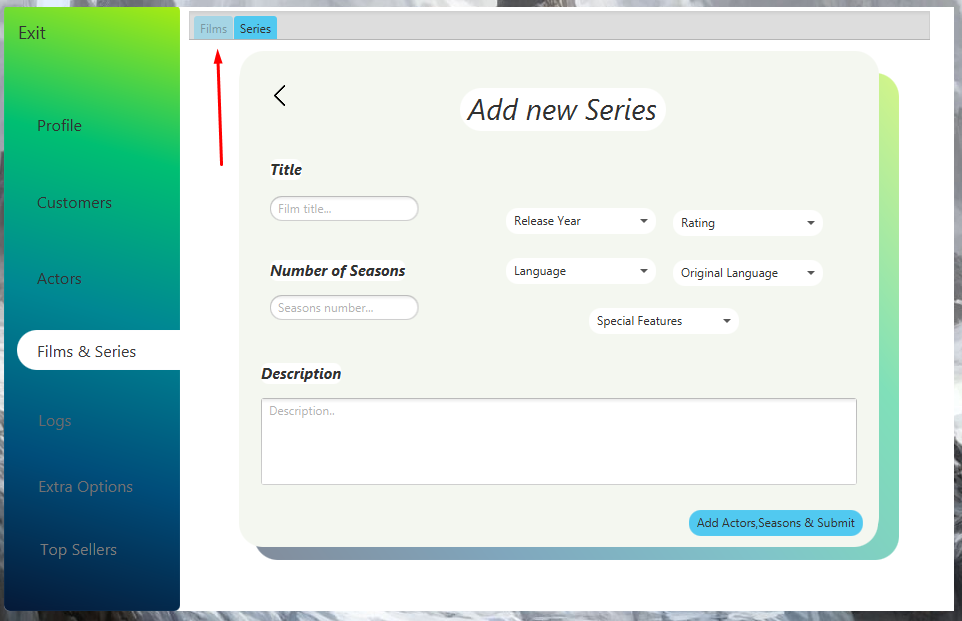 Exit
Films Series
Profile
Customers
Actors
Films & Series
Logs
Extra Options
Top Sellers
Add new Series
Title
Film title...
Release Year
Rating
Number of Seasons
Language
Original Language
Seasons number...
Special Features
Description
Description..
Add Actors,Seasons & Submit